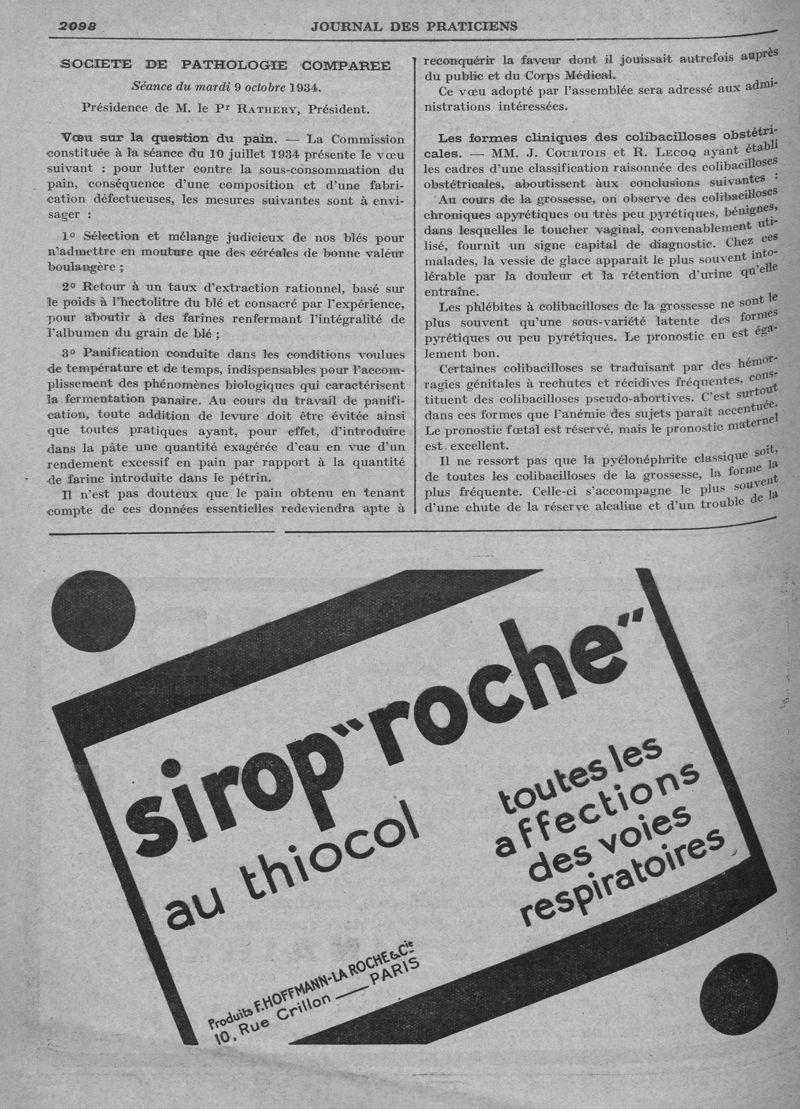 2098
JOURNAL DES PRATICIENS
SOCIETE DE PATHOLOGIE COMPAREE
Séance du mardi 9 octobre 1934.
Présidence de M. le Pr RATHERY, Président.
Vœu sur la question du pain. — La Commission
constituée à la séance du 10 juillet 1934 présente le vœu
suivant : pour lutter contre la sous-consommation du
pain, conséquence d'une composition et d'une fabri-
cation défectueuses, les mesures suivantes sont à envi-
sager :
1º Sélection et mélange judicieux de nos blés pour
n'admettre en mouture que des céréales de bonne valeur
boulangère ;
2º Retour à un taux d'extraction rationnel, basé sur
le poids à l'hectolitre du blé et consacré par l'expérience,
pour aboutir à des farines renfermant l'intégralité de
l'albumen du grain de blé ;
3º Panification conduite dans les conditions voulues
de température et de temps, indispensables pour l'accom-
plissement des phénomènes biologiques qui caractérisent
la fermentation panaire. Au cours du travail de panifi-
cation, toute addition de levure doit être évitée ainsi
que toutes pratiques ayant, pour effet, d'introduire
dans la pâte une quantité exagérée d'eau en vue d'un
rendement excessif en pain par rapport à la quantité
de farine introduite dans le pétrin.
Il n'est pas douteux que le pain obtenu en tenant
compte de ces données essentielles redeviendra apte à
reconquérir la faveur dont il jouissait autrefois auprès
du public et du Corps Médical.
Ce vœu adopté par l'assemblée sera adressé aux admi-
nistrations intéressées.
Les formes cliniques des colibacilloses obstétri-
cales. — MM. J. COURTOIS et R. LECOQ ayant établi
les cadres d'une classification raisonnée des colibacilloses
obstétricales, aboutissent àux conclusions suivantes :
Au cours de la grossesse, on observe des colibacilloses
chroniques apyrétiques ou très peu pyrétiques, bénignes,
dans lesquelles le toucher vaginal, convenablement uti-
lisé, fournit un signe capital de diagnostic. Chez ces
malades, la vessie de glace apparaît le plus souvent into-
lérable par la douleur et la rétention d'urine qu'elle
entraîne.
Les phlébites à colibacilloses de la grossesse ne sont le
plus souvent qu'une sous-variété latente des formes
pyrétiques ou peu pyrétiques. Le pronostic en est éga-
lement bon.
Certaines colibacilloses se traduisant par des hémor-
ragies génitales à rechutes et récidives fréquentes, cons-
tituent des colibacilloses pseudo-abortives. C'est surtout
dans ces formes que l'anémie des sujets paraît accentuée.
Le pronostic fœtal est réservé, mais le pronostic maternel
est excellent.
Il ne ressort pas que la pyélonéphrite classique soit,
de toutes les colibacilloses de la grossesse, la forme la
plus fréquente. Celle-ci s'accompagne le plus souvent
d'une chute de la réserve alcaline et d'un trouble de la
sirop "roche"
au thiocol
toutes les
affections
des voies
respiratoires
Produits F. HOFFMANN-LA ROCHE & Cie
10, Rue Crillon — PARIS